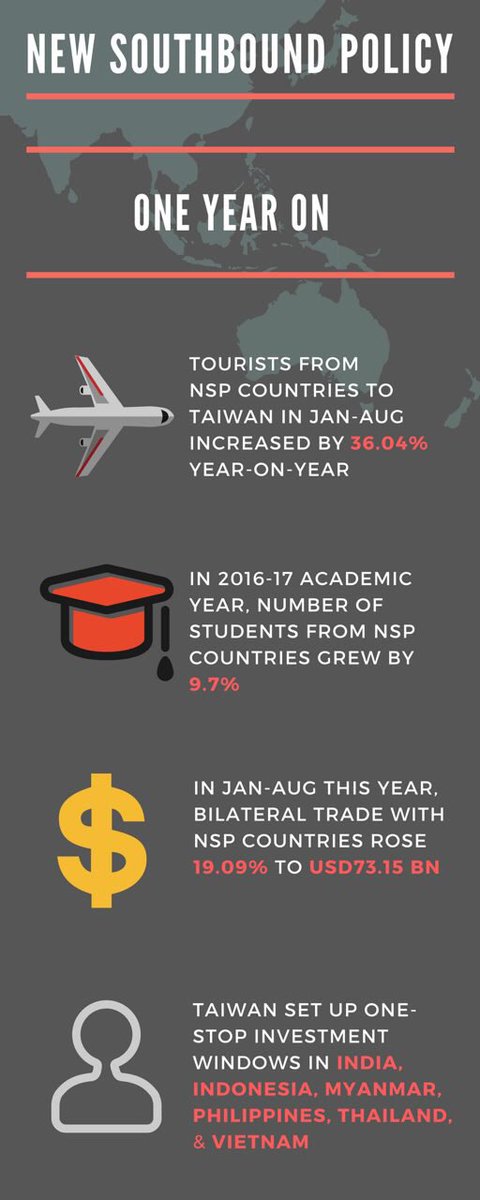 NEW SOUTHBOUND POLICY
ONE YEAR ON
TOURISTS FROM
NSP COUNTRIES TO
TAIWAN IN JAN-AUG
INCREASED BY 36.04%
YEAR-ON-YEAR
IN 2016-17 ACADEMIC
YEAR, NUMBER OF
STUDENTS FROM NSP
COUNTRIES GREW BY
9.7%
IN JAN-AUG THIS YEAR,
BILATERAL TRADE WITH
NSP COUNTRIES ROSE
19.09% TO USD73.15 BN
TAIWAN SET UP ONE-
STOP INVESTMENT
WINDOWS IN INDIA,
INDONESIA, MYANMAR,
PHILIPPINES, THAILAND,
& VIETNAM